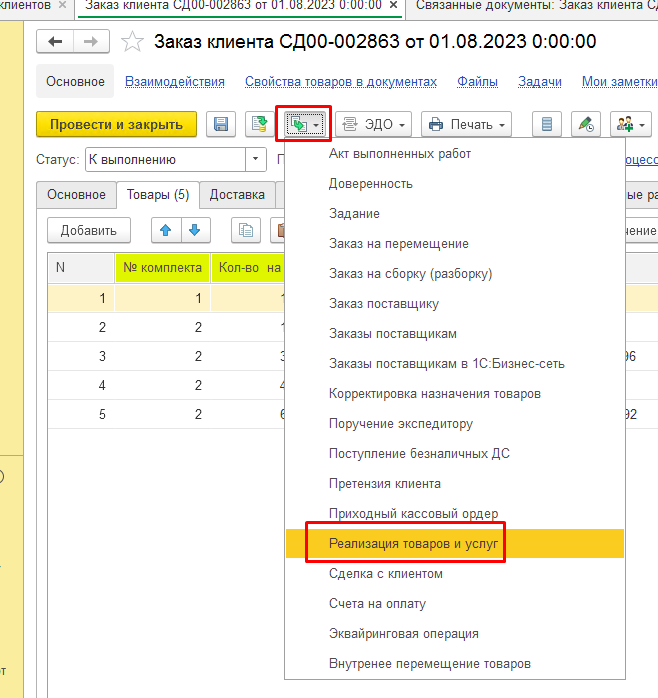 клиентов ×
Заказ клиента СД00-002863 от 01.08.2023 0:00:00 ×
Связанные документы: Заказ клиента СД
Заказ клиента СД00-002863 от 01.08.2023 0:00:00
Основное Взаимодействия Свойства товаров в документах Файлы Задачи Мои заметки
Провести и закрыть ЭДО Печать
Статус: К выполнению
Основное Товары (5) Доставка
Добавить
N № комплекта Кол-во на
1 1
2 2
3 2
4 2
5 2
Акт выполненных работ
Доверенность
Задание
Заказ на перемещение
Заказ на сборку (разборку)
Заказ поставщику
Заказы поставщикам
Заказы поставщикам в 1С:Бизнес-сеть
Корректировка назначения товаров
Поручение экспедитору
Поступление безналичных ДС
Претензия клиента
Приходный кассовый ордер
Реализация товаров и услуг
Сделка с клиентом
Счета на оплату
Эквайринговая операция
Внутренее перемещение товаров